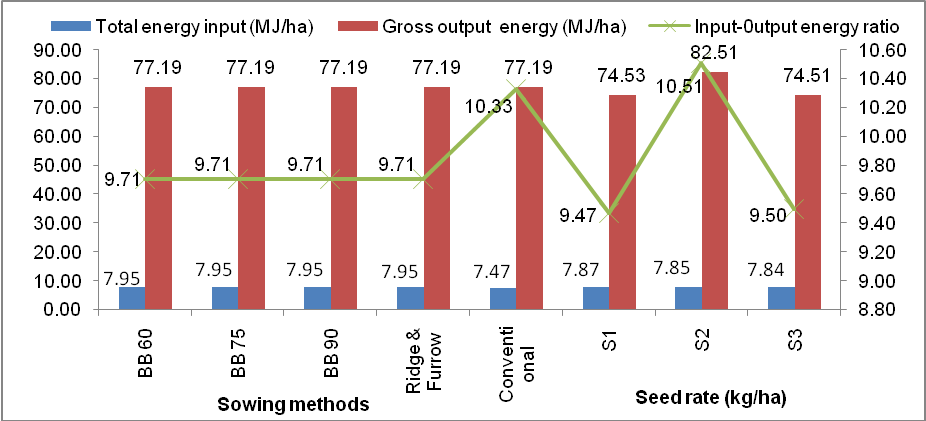 Total energy input (MJ/ha) Gross output energy (MJ/ha) Input-0utput energy ratio
90.00
80.00
70.00
60.00
50.00
40.00
30.00
20.00
10.00
0.00
10.60
10.40
10.20
10.00
9.80
9.60
9.40
9.20
9.00
8.80
77.19 77.19 77.19 77.19 77.19 74.53 82.51 74.51
9.71 9.71 9.71 9.71 10.33 9.47 10.51 9.50
7.95 7.95 7.95 7.95 7.47 7.87 7.85 7.84
BB60
BB75
BB90
Ridge &
Furrow
Conventi
onal
S1
S2
S3
Sowing methods
Seed rate (kg/ha)